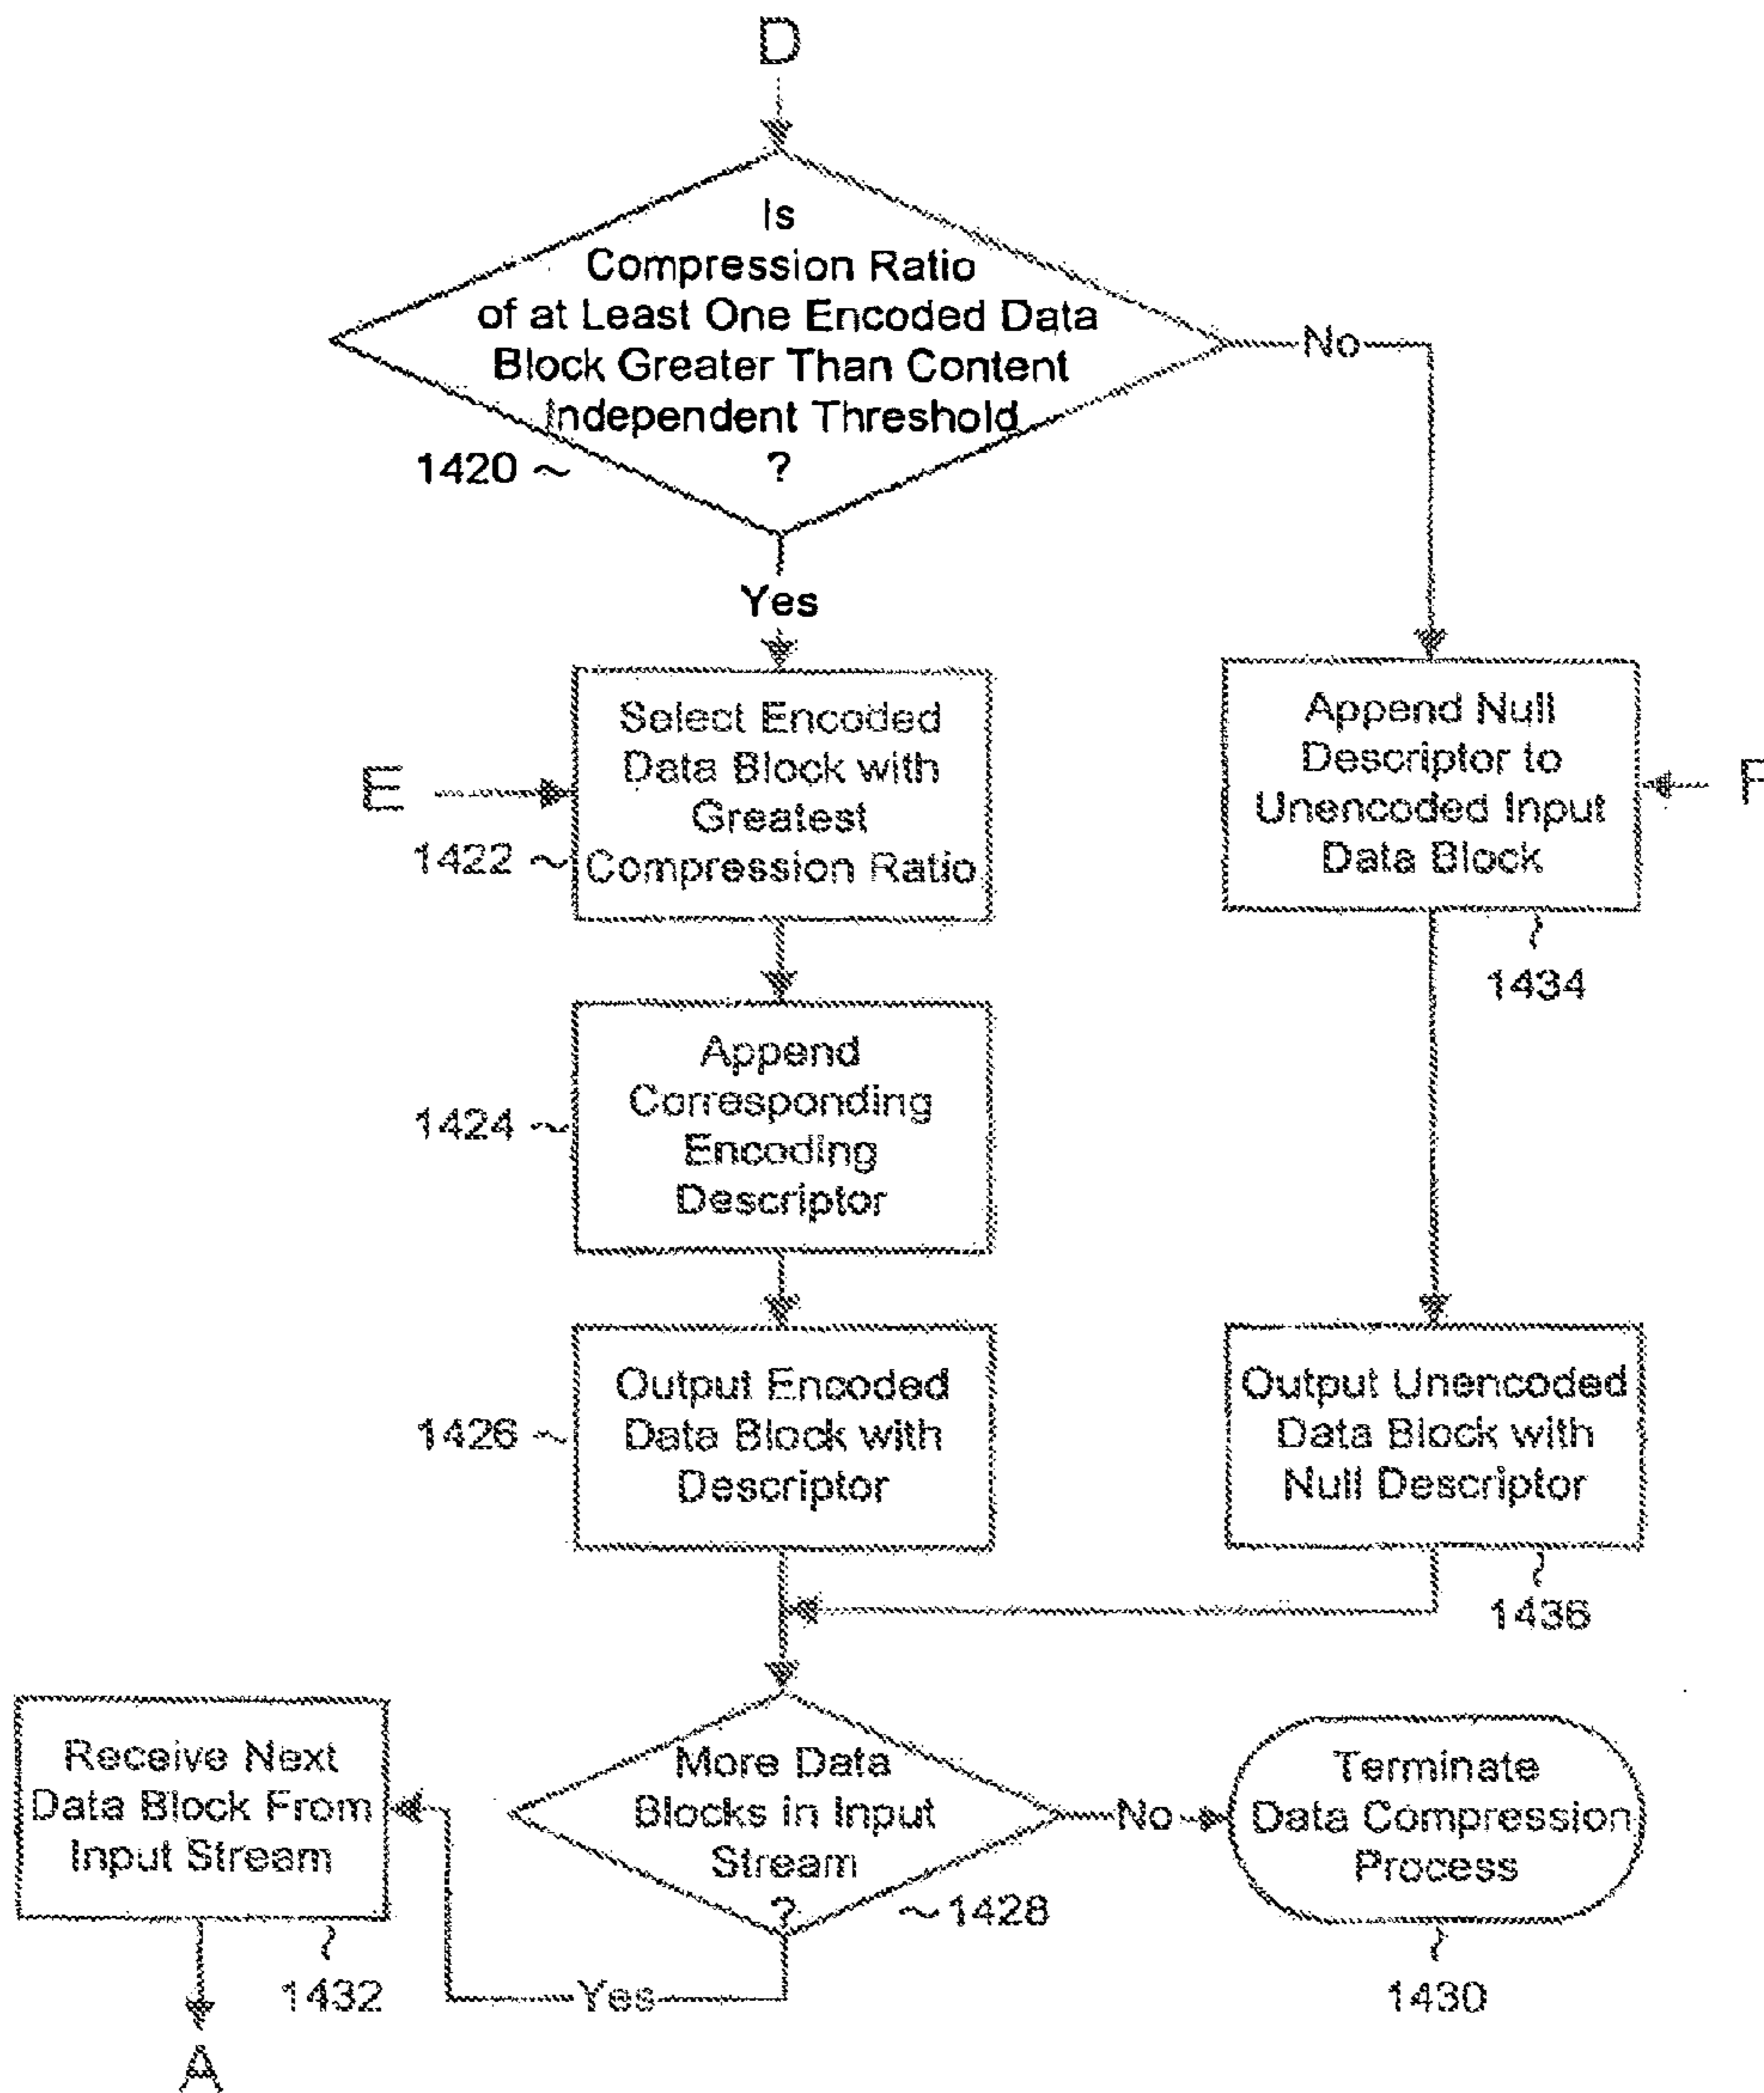 D
Is
Compression Ratio
of at Least One Encoded Data
Block Greater Than Content
Independent Threshold
?
1420
No
Yes
Select Encoded
Data Block with
Greatest
Compression Ratio
E
1422
Append Null
Descriptor to
Unencoded Input
Data Block
F
1434
Append
Corresponding
Encoding
Descriptor
1424
Output Encoded
Data Block with
Descriptor
1426
Output Unencoded
Data Block with
Null Descriptor
1436
Receive Next
Data Block From
Input Stream
1432
A
More Data
Blocks in Input
Stream
?
1428
Yes
No
Terminate
Data Compression
Process
1430